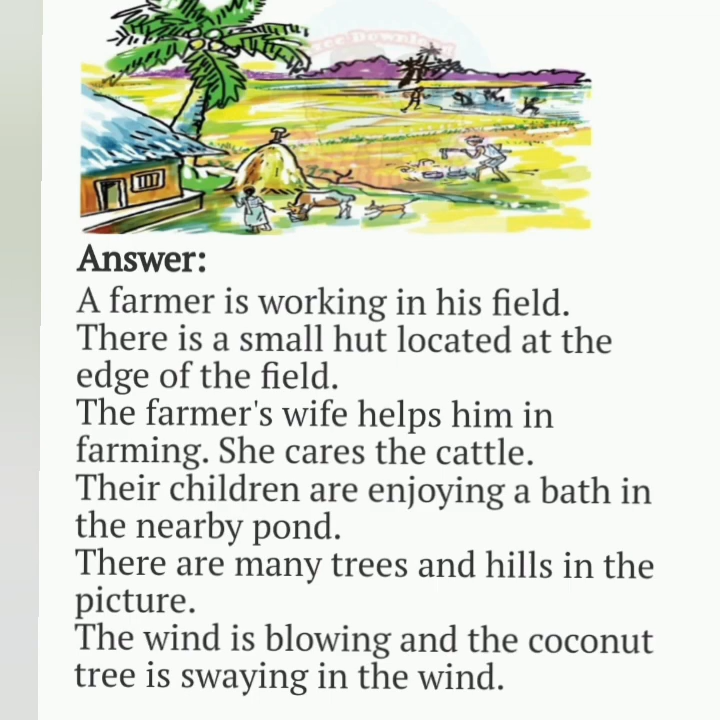 Answer:
A farmer is working in his field.
There is a small hut located at the
edge of the field.
The farmer's wife helps him in
farming. She cares the cattle.
Their children are enjoying a bath in
the nearby pond.
There are many trees and hills in the
picture.
The wind is blowing and the coconut
tree is swaying in the wind.